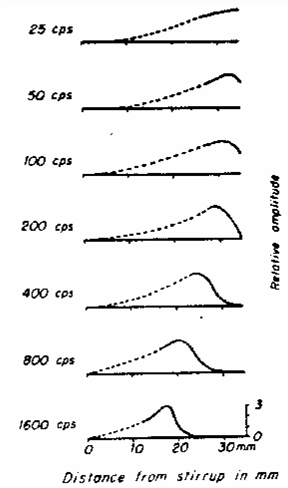 25 cps
50 cps
100 cps
200 cps
400 cps
800 cps
1600 cps
Relative amplitude
3
0
0 10 20 30 mm
Distance from stirrup in mm